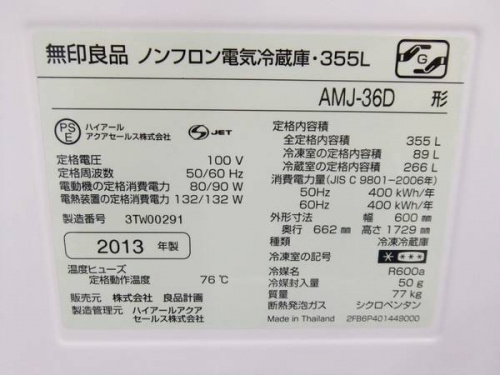 無印良品 ノンフロン電気冷蔵庫・355L
G
AMJ-36D 形
PS
E
ハイアール
アクアセールス株式会社
S JET
定格電圧 100 V
定格周波数 50/60 Hz
電動機の定格消費電力 80/90 W
電熱装置の定格消費電力 132/132 W
製造番号 3TW00291
2013 年製
温度ヒューズ
定格動作温度 76℃
販売元 株式会社 良品計画
製造管理元 ハイアールアクア
セールス株式会社
定格内容積
全定格内容積 355 L
冷凍室の定格内容積 89 L
冷蔵室の定格内容積 266 L
消費電力量(JIS C 9801-2006年)
50Hz 400 kWh/年
60Hz 400 kWh/年
外形寸法 幅 600 mm
奥行 662 mm 高さ 1729 mm
種類 冷凍冷蔵庫
冷凍室の記号
冷媒名 R600a
冷媒封入量 50 g
質量 77 kg
断熱発泡ガス シクロペンタン
Made in Thailand 2FB6P401449000